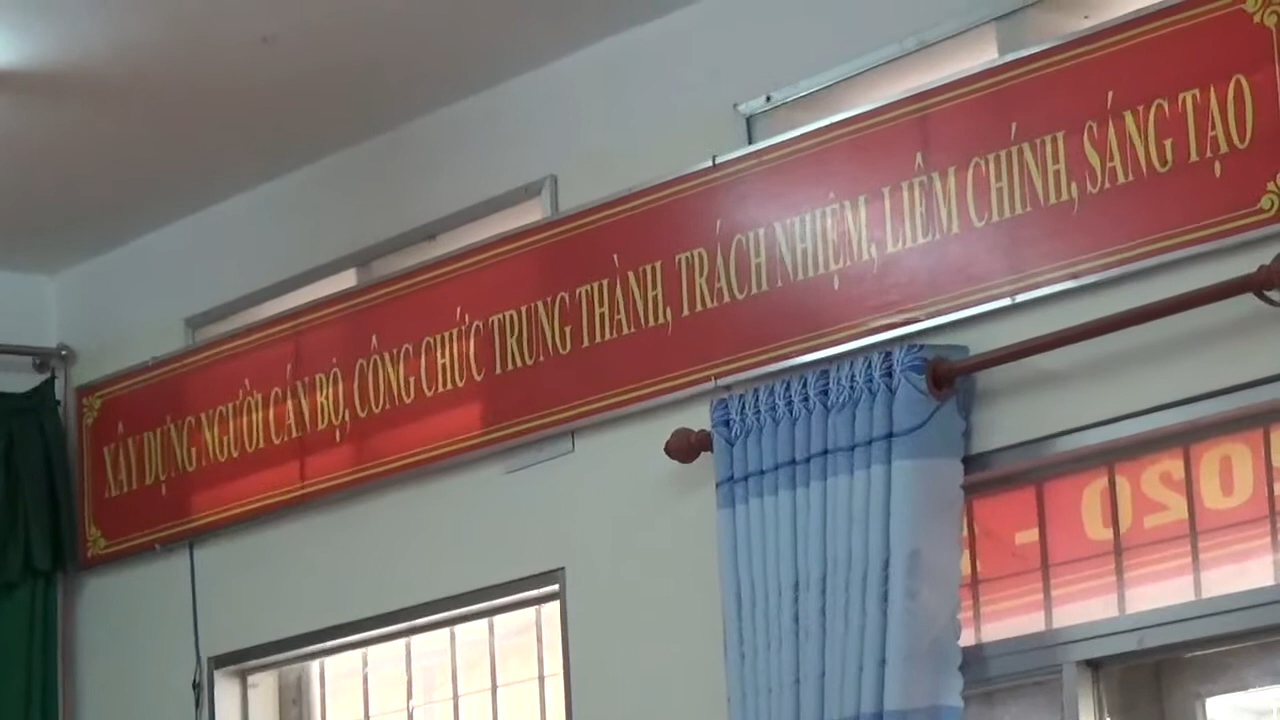 XÂY DỰNG NGƯỜI CÁN BỘ, CÔNG CHỨC TRUNG THÀNH, TRÁCH NHIỆM, LIÊM CHÍNH, SÁNG TẠO
2020 -